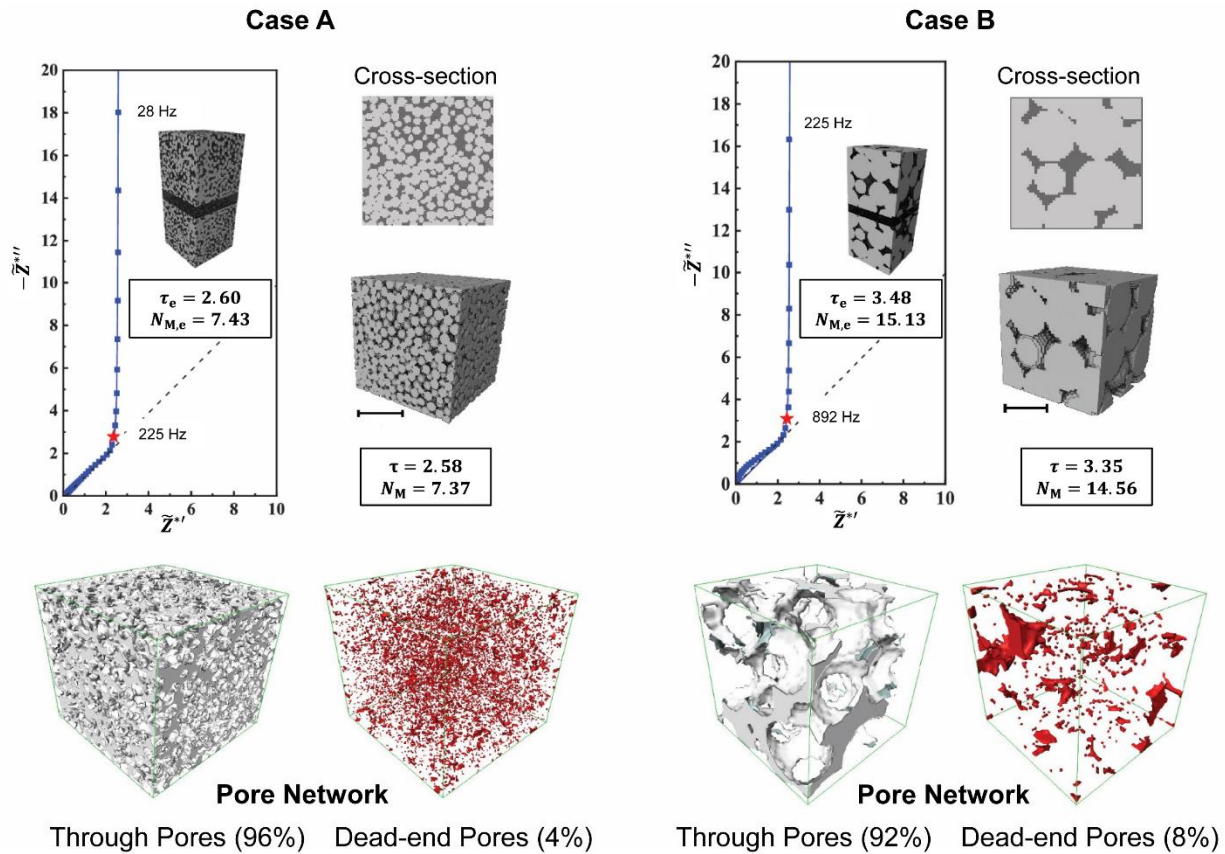 Case A
20
18
16
14
12
10
8
6
4
2
0
−Z̃*′′
28 Hz
225 Hz
τe = 2.60
NM,e = 7.43
0 2 4 6 8 10
Z̃*′
Cross-section
τ = 2.58
NM = 7.37
Pore Network
Through Pores (96%) Dead-end Pores (4%)
Case B
20
18
16
14
12
10
8
6
4
2
0
−Z̃*′′
225 Hz
892 Hz
τe = 3.48
NM,e = 15.13
0 2 4 6 8 10
Z̃*′
Cross-section
τ = 3.35
NM = 14.56
Pore Network
Through Pores (92%) Dead-end Pores (8%)